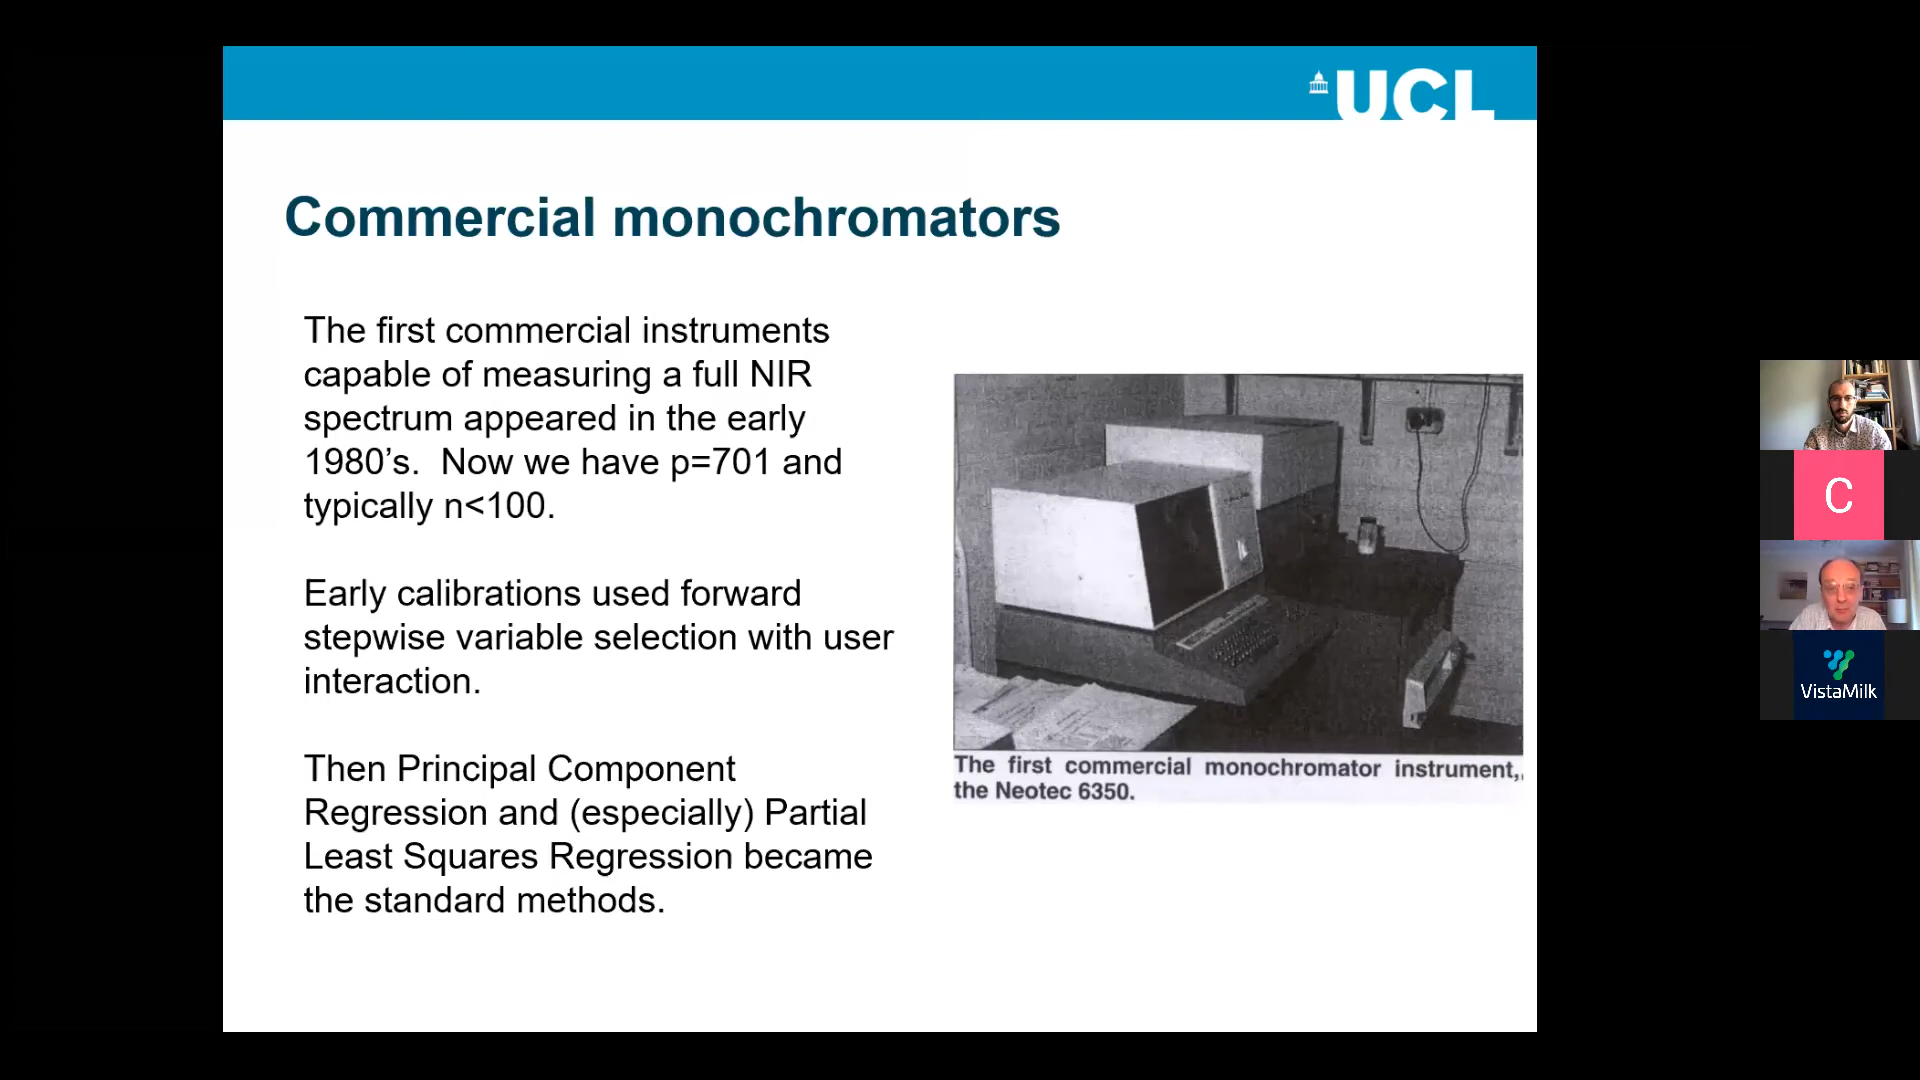 UCL
Commercial monochromators
The first commercial instruments
capable of measuring a full NIR
spectrum appeared in the early
1980’s.  Now we have p=701 and
typically n<100.
Early calibrations used forward
stepwise variable selection with user
interaction.
Then Principal Component
Regression and (especially) Partial
Least Squares Regression became
the standard methods.
The first commercial monochromator instrument,
the Neotec 6350.
C
VistaMilk